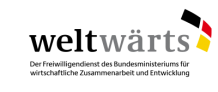 weltwärts
Der Freiwilligendienst des Bundesministeriums für
wirtschaftliche Zusammenarbeit und Entwicklung